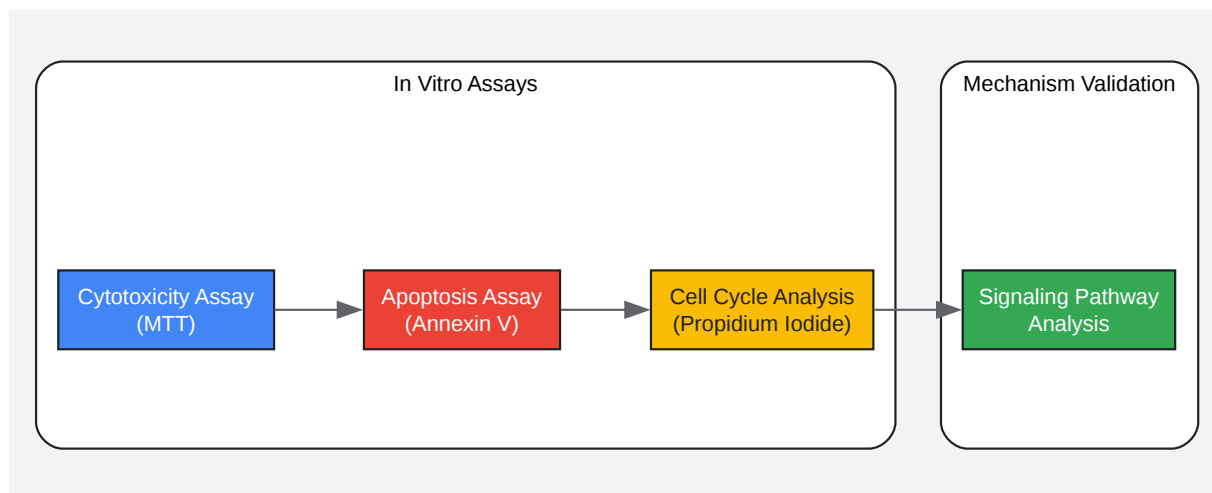 In Vitro Assays
Mechanism Validation
Cytotoxicity Assay
(MTT)
Apoptosis Assay
(Annexin V)
Cell Cycle Analysis
(Propidium Iodide)
Signaling Pathway
Analysis